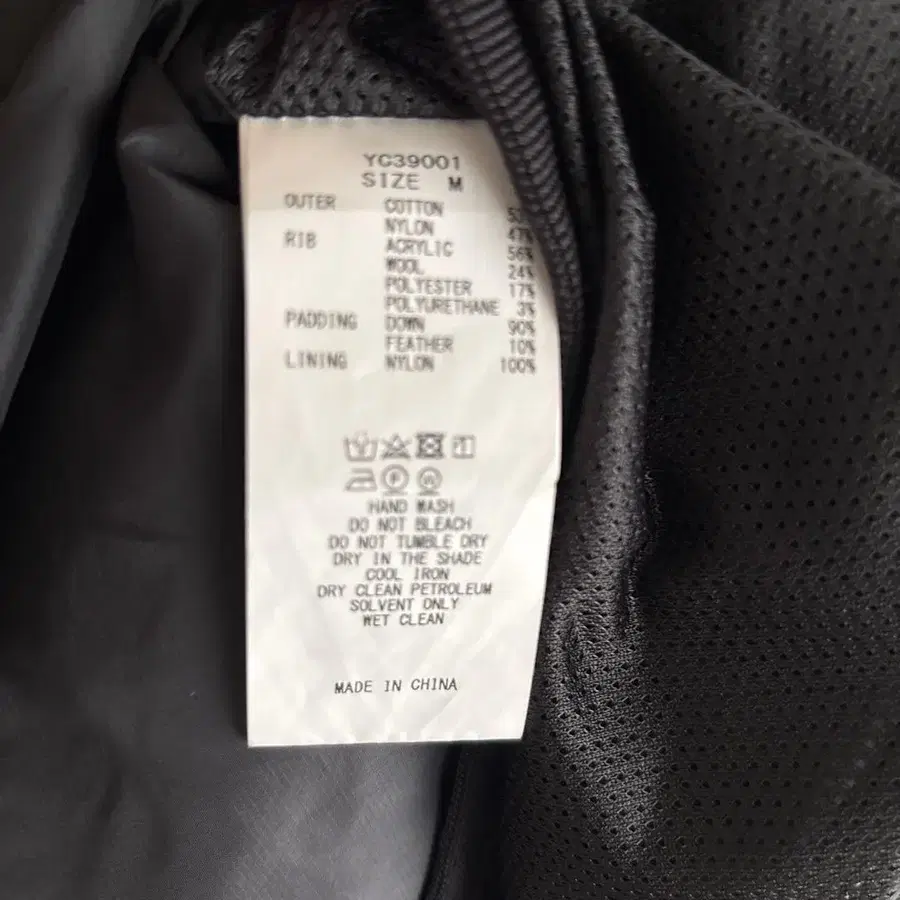 YC39001
SIZE M
OUTER COTTON
NYLON 47%
RIB ACRYLIC 56%
WOOL 24%
POLYESTER 17%
POLYURETHANE 3%
PADDING DOWN 90%
FEATHER 10%
LINING NYLON 100%
HAND WASH
DO NOT BLEACH
DO NOT TUMBLE DRY
DRY IN THE SHADE
COOL IRON
DRY CLEAN PETROLEUM
SOLVENT ONLY
WET CLEAN
MADE IN CHINA